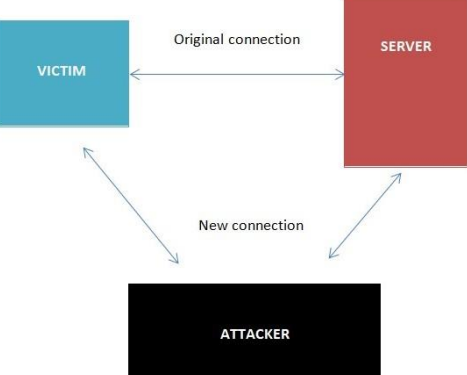 Original connection
VICTIM
SERVER
New connection
ATTACKER